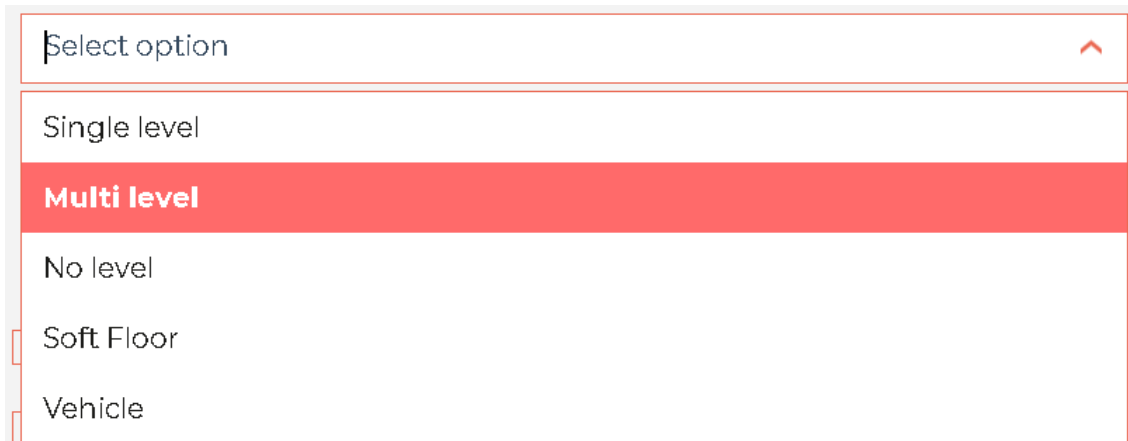 Select option
Single level
Multi level
No level
Soft Floor
Vehicle